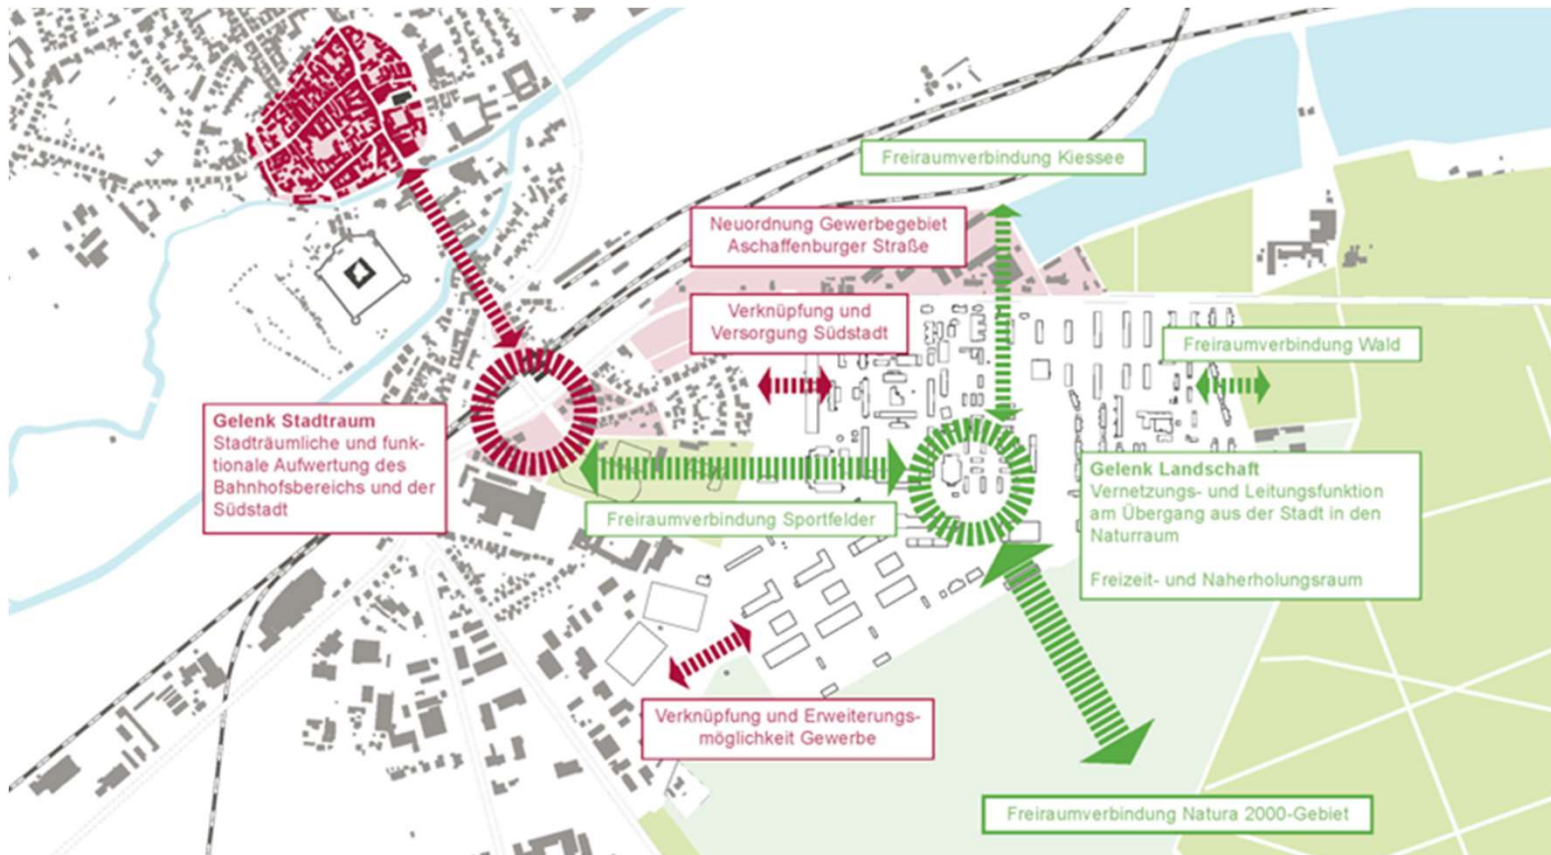 Freiraumverbindung Kiessee
Neuordnung Gewerbegebiet
Aschaffenburger Straße
Verknüpfung und
Versorgung Südstadt
Freiraumverbindung Wald
Gelenk Stadtraum
Stadträumliche und funk-
tionale Aufwertung des
Bahnhofsbereichs und der
Südstadt
Gelenk Landschaft
Vernetzungs- und Leitungsfunktion
am Übergang aus der Stadt in den
Naturraum
Freizeit- und Naherholungsraum
Freiraumverbindung Sportfelder
Verknüpfung und Erweiterungs-
möglichkeit Gewerbe
Freiraumverbindung Natura 2000-Gebiet